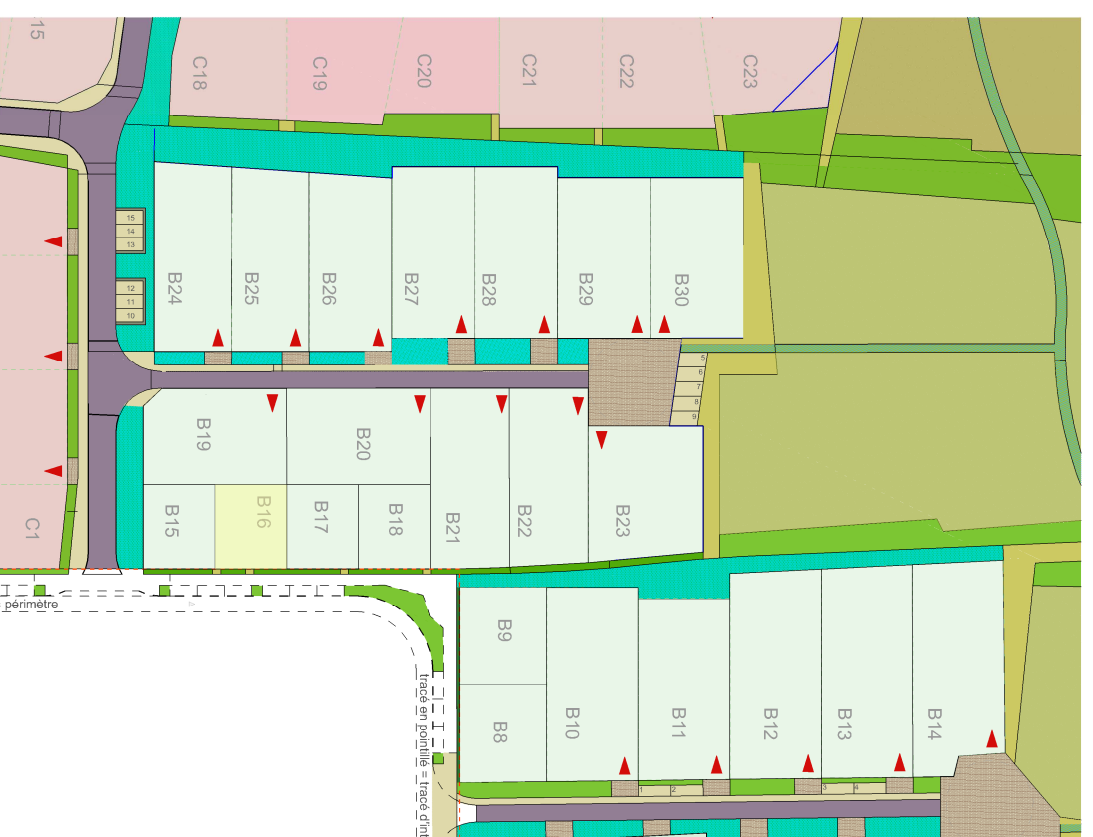 15
C18
C19
C20
C21
C22
C23
15
14
13
12
11
10
B24
B25
B26
B27
B28
B29
B30
5
6
7
8
9
B19
B20
B15
B16
B17
B18
B21
B22
B23
C1
périmètre
B9
B8
B10
B11
B12
B13
B14
1
2
3
4
tracé en pointillé = tracé d'int